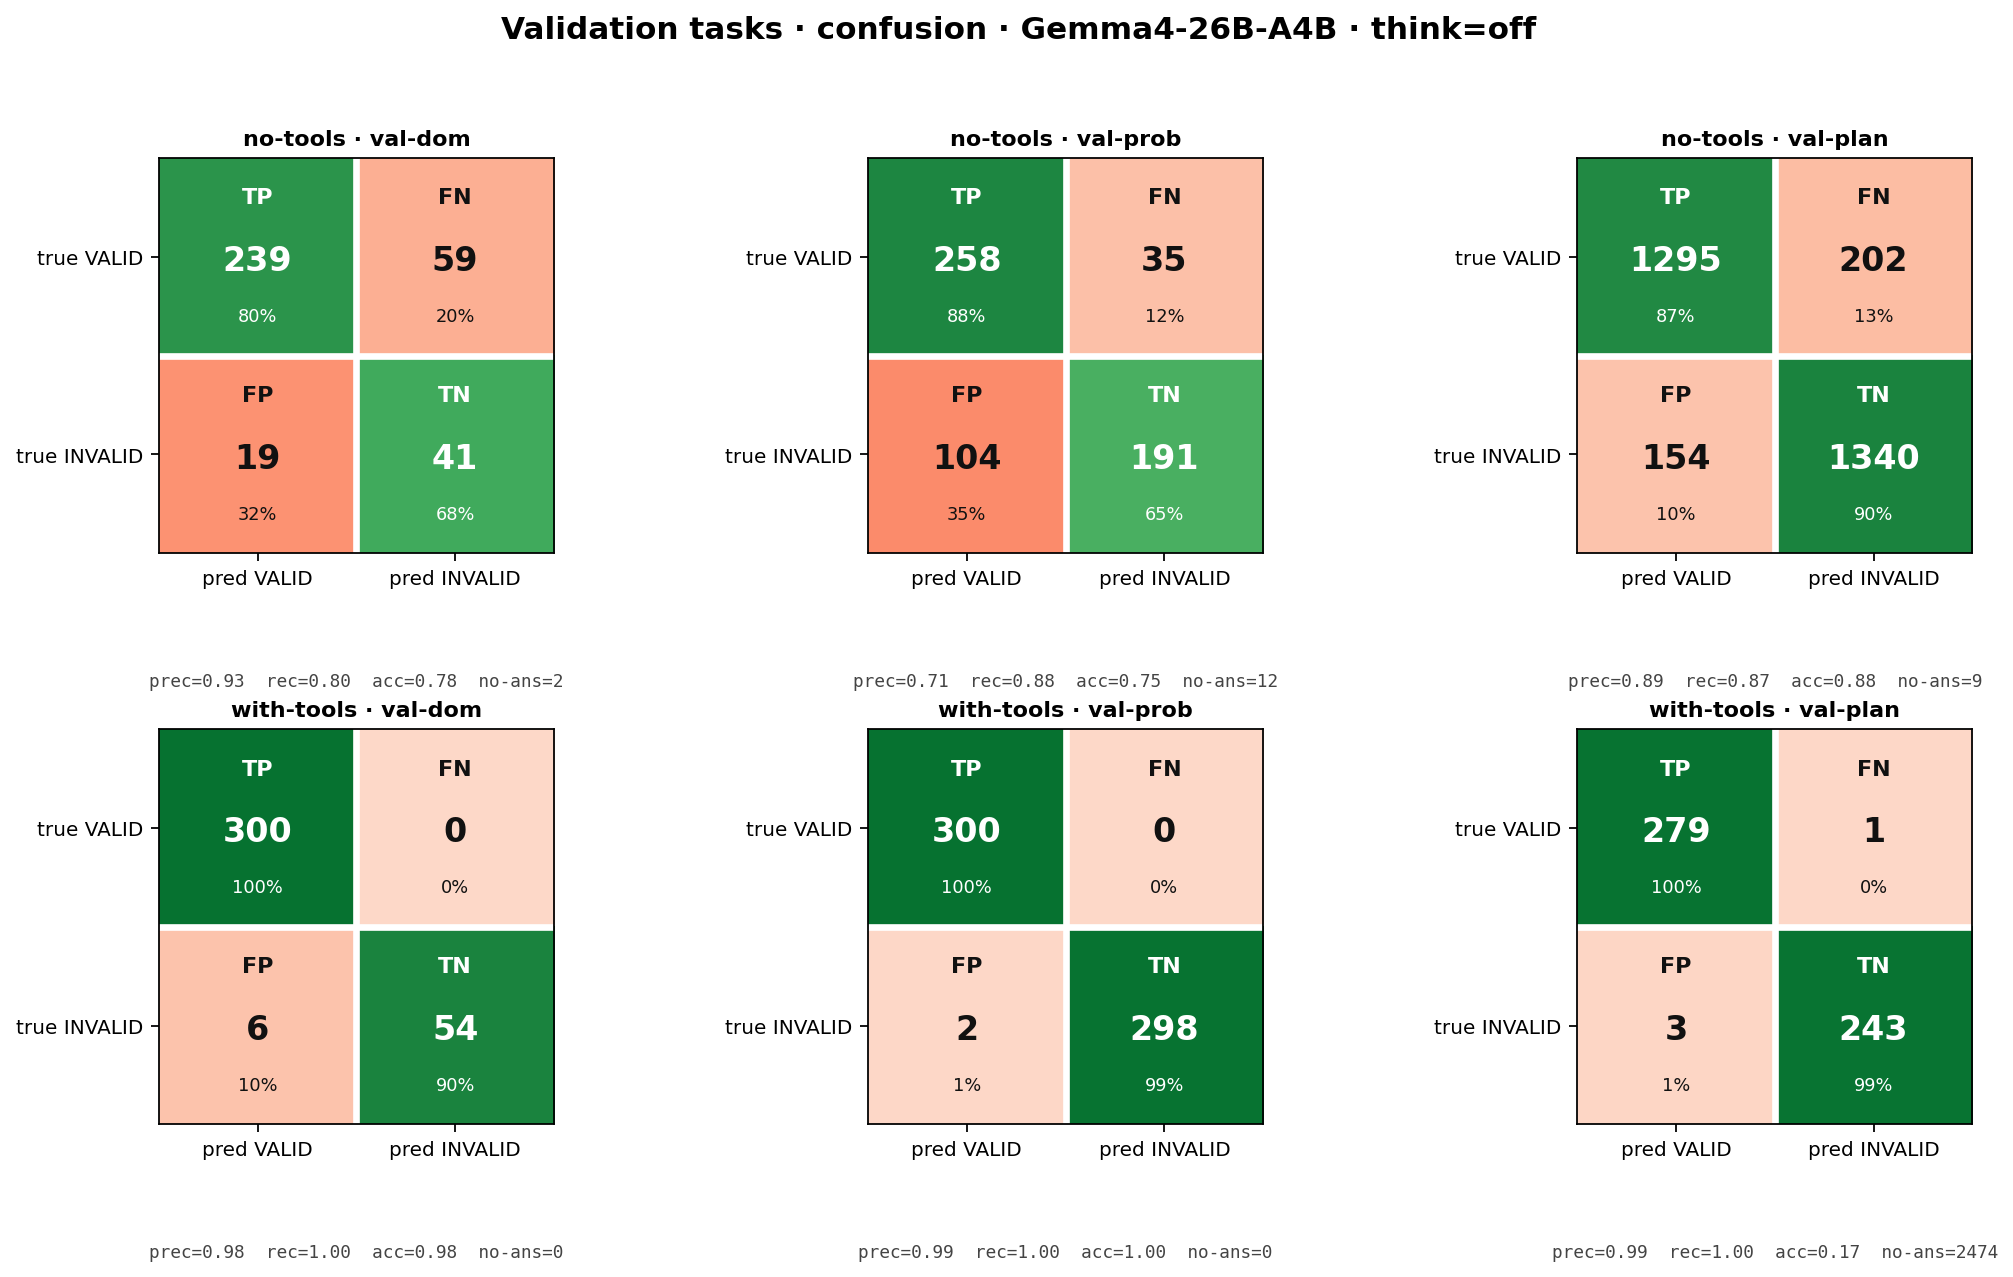 Validation tasks · confusion · Gemma4-26B-A4B · think=off
no-tools · val-dom
no-tools · val-prob
no-tools · val-plan
TP
FN
TP
FN
TP
FN
true VALID
239
59
true VALID
258
35
true VALID
1295
202
80%
20%
88%
12%
87%
13%
FP
TN
FP
TN
FP
TN
true INVALID
19
41
true INVALID
104
191
true INVALID
154
1340
32%
68%
35%
65%
10%
90%
pred VALID
pred INVALID
pred VALID
pred INVALID
pred VALID
pred INVALID
prec=0.93 rec=0.80 acc=0.78 no-ans=2
prec=0.71 rec=0.88 acc=0.75 no-ans=12
prec=0.89 rec=0.87 acc=0.88 no-ans=9
with-tools · val-dom
with-tools · val-prob
with-tools · val-plan
TP
FN
TP
FN
TP
FN
true VALID
300
0
true VALID
300
0
true VALID
279
1
100%
0%
100%
0%
100%
0%
FP
TN
FP
TN
FP
TN
true INVALID
6
54
true INVALID
2
298
true INVALID
3
243
10%
90%
1%
99%
1%
99%
pred VALID
pred INVALID
pred VALID
pred INVALID
pred VALID
pred INVALID
prec=0.98 rec=1.00 acc=0.98 no-ans=0
prec=0.99 rec=1.00 acc=1.00 no-ans=0
prec=0.99 rec=1.00 acc=0.17 no-ans=2474